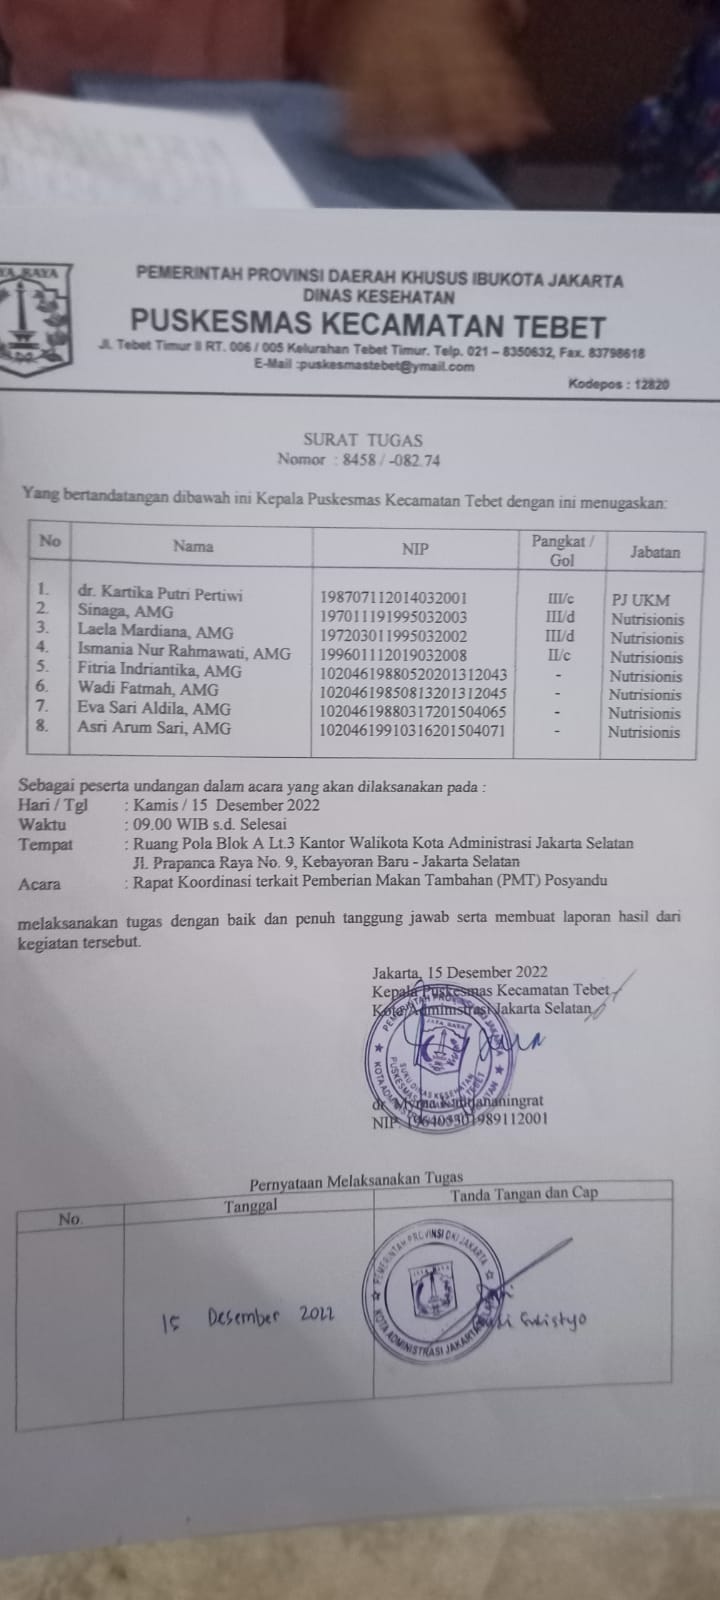 PEMERINTAH PROVINSI DAERAH KHUSUS IBUKOTA JAKARTA
DINAS KESEHATAN
PUSKESMAS KECAMATAN TEBET
Jl. Tebet Timur II RT. 006 / 005 Kelurahan Tebet Timur. Telp. 021 – 8350632, Fax. 83798618
E-Mail :puskesmastebet@ymail.com
Kodepos : 12820
SURAT TUGAS
Nomor : 8458 / -082.74
Yang bertandatangan dibawah ini Kepala Puskesmas Kecamatan Tebet dengan ini menugaskan:
No Nama NIP Pangkat / Gol Jabatan
1. dr. Kartika Putri Pertiwi 198707112014032001 III/c PJ UKM
2. Sinaga, AMG 197011191995032003 III/d Nutrisionis
3. Laela Mardiana, AMG 197203011995032002 III/d Nutrisionis
4. Ismania Nur Rahmawati, AMG 199601112019032008 II/c Nutrisionis
5. Fitria Indriantika, AMG 10204619880520201312043 - Nutrisionis
6. Wadi Fatmah, AMG 10204619850813201312045 - Nutrisionis
7. Eva Sari Aldila, AMG 10204619880317201504065 - Nutrisionis
8. Asri Arum Sari, AMG 10204619910316201504071 - Nutrisionis
Sebagai peserta undangan dalam acara yang akan dilaksanakan pada :
Hari / Tgl : Kamis / 15 Desember 2022
Waktu : 09.00 WIB s.d. Selesai
Tempat : Ruang Pola Blok A Lt.3 Kantor Walikota Kota Administrasi Jakarta Selatan
Jl. Prapanca Raya No. 9, Kebayoran Baru - Jakarta Selatan
Acara : Rapat Koordinasi terkait Pemberian Makan Tambahan (PMT) Posyandu
melaksanakan tugas dengan baik dan penuh tanggung jawab serta membuat laporan hasil dari
kegiatan tersebut.
Jakarta, 15 Desember 2022
Kepala Puskesmas Kecamatan Tebet
Kota Administrasi Jakarta Selatan
dr. Myrna
NIP.
Pernyataan Melaksanakan Tugas
No. Tanggal Tanda Tangan dan Cap
15 Desember 2022
PEMERINTAH PROVINSI DKI JAKARTA
KOTA ADMINISTRASI JAKARTA
Sulistyo